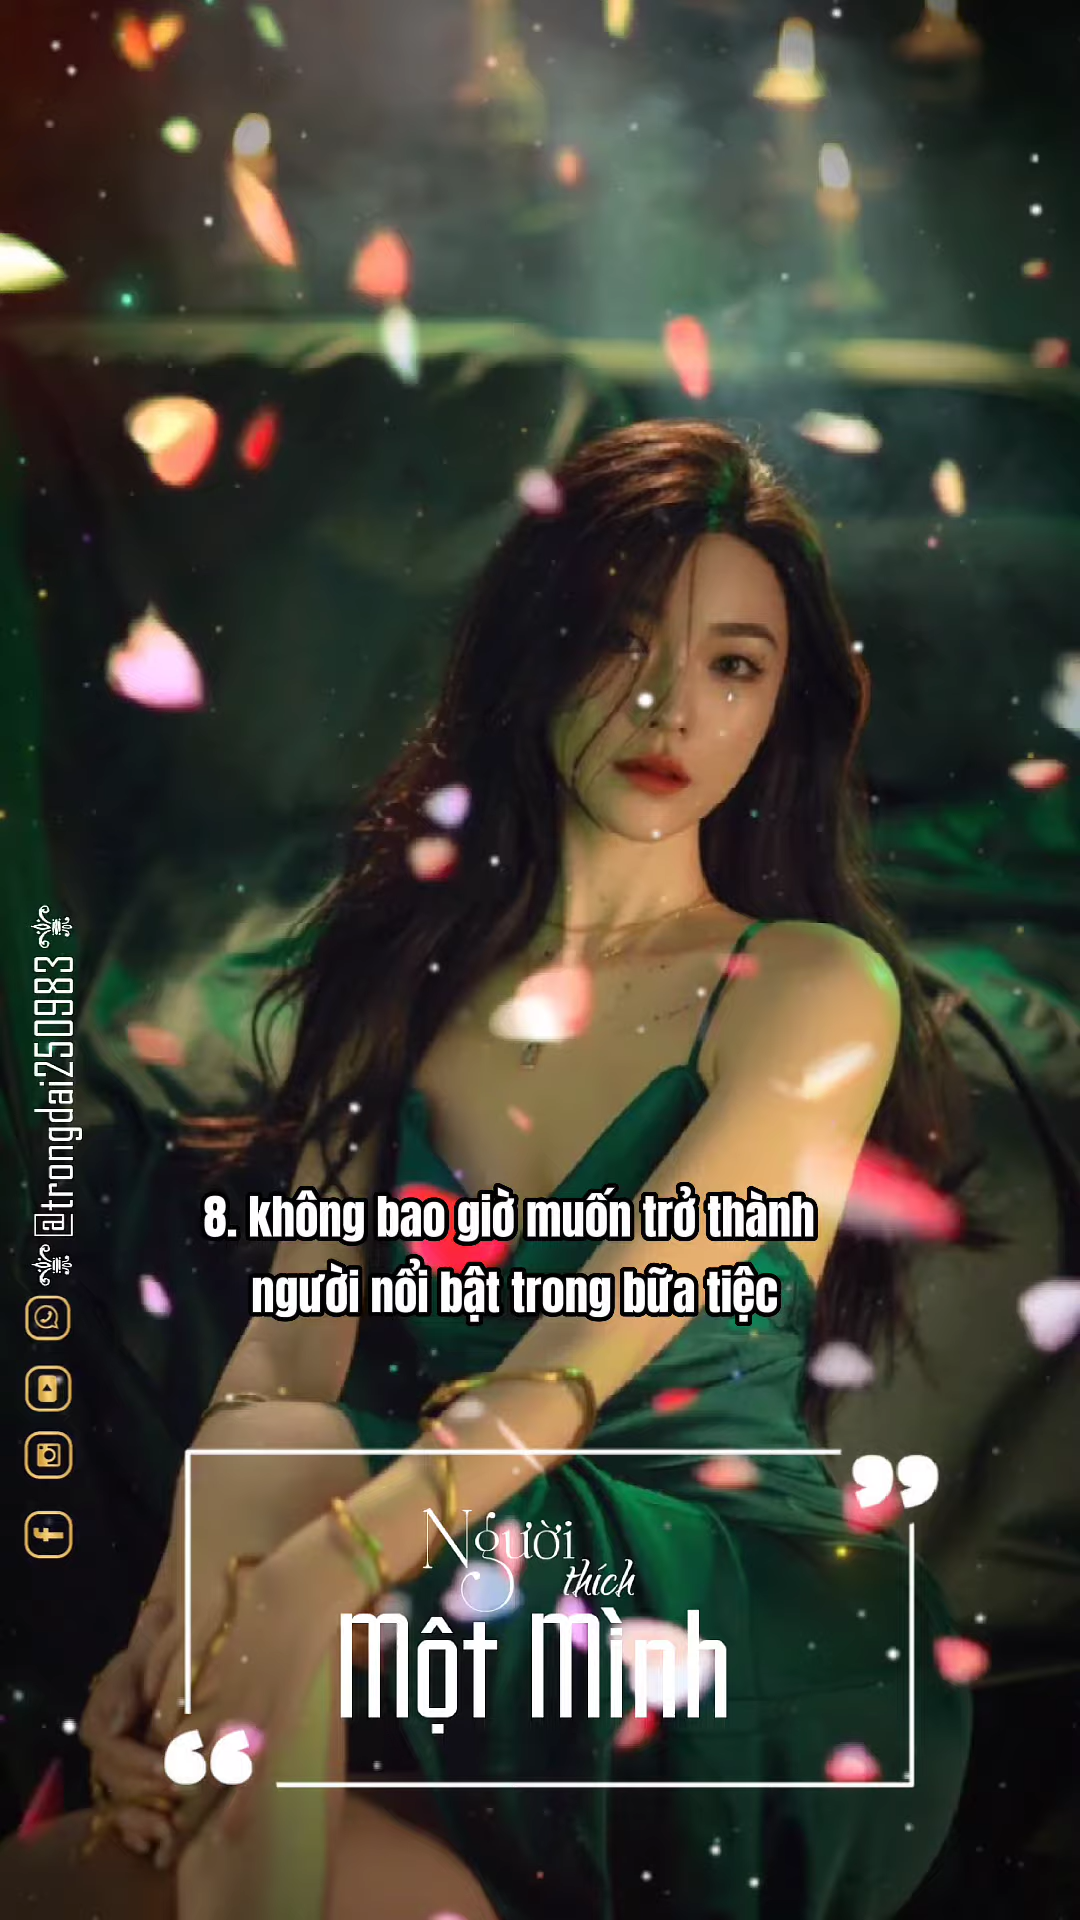 @trongdai250983
8. không bao giờ muốn trở thành
người nổi bật trong bữa tiệc
Người
thích
Một Mình